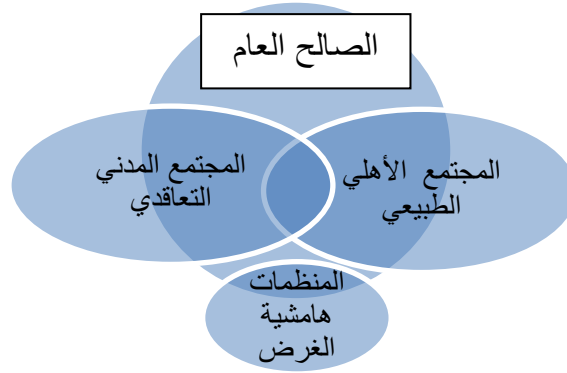 الصالح العام
المجتمع الأهلي
الطبيعي
المجتمع المدني
التعاقدي
المنظمات
هامشية
الغرض